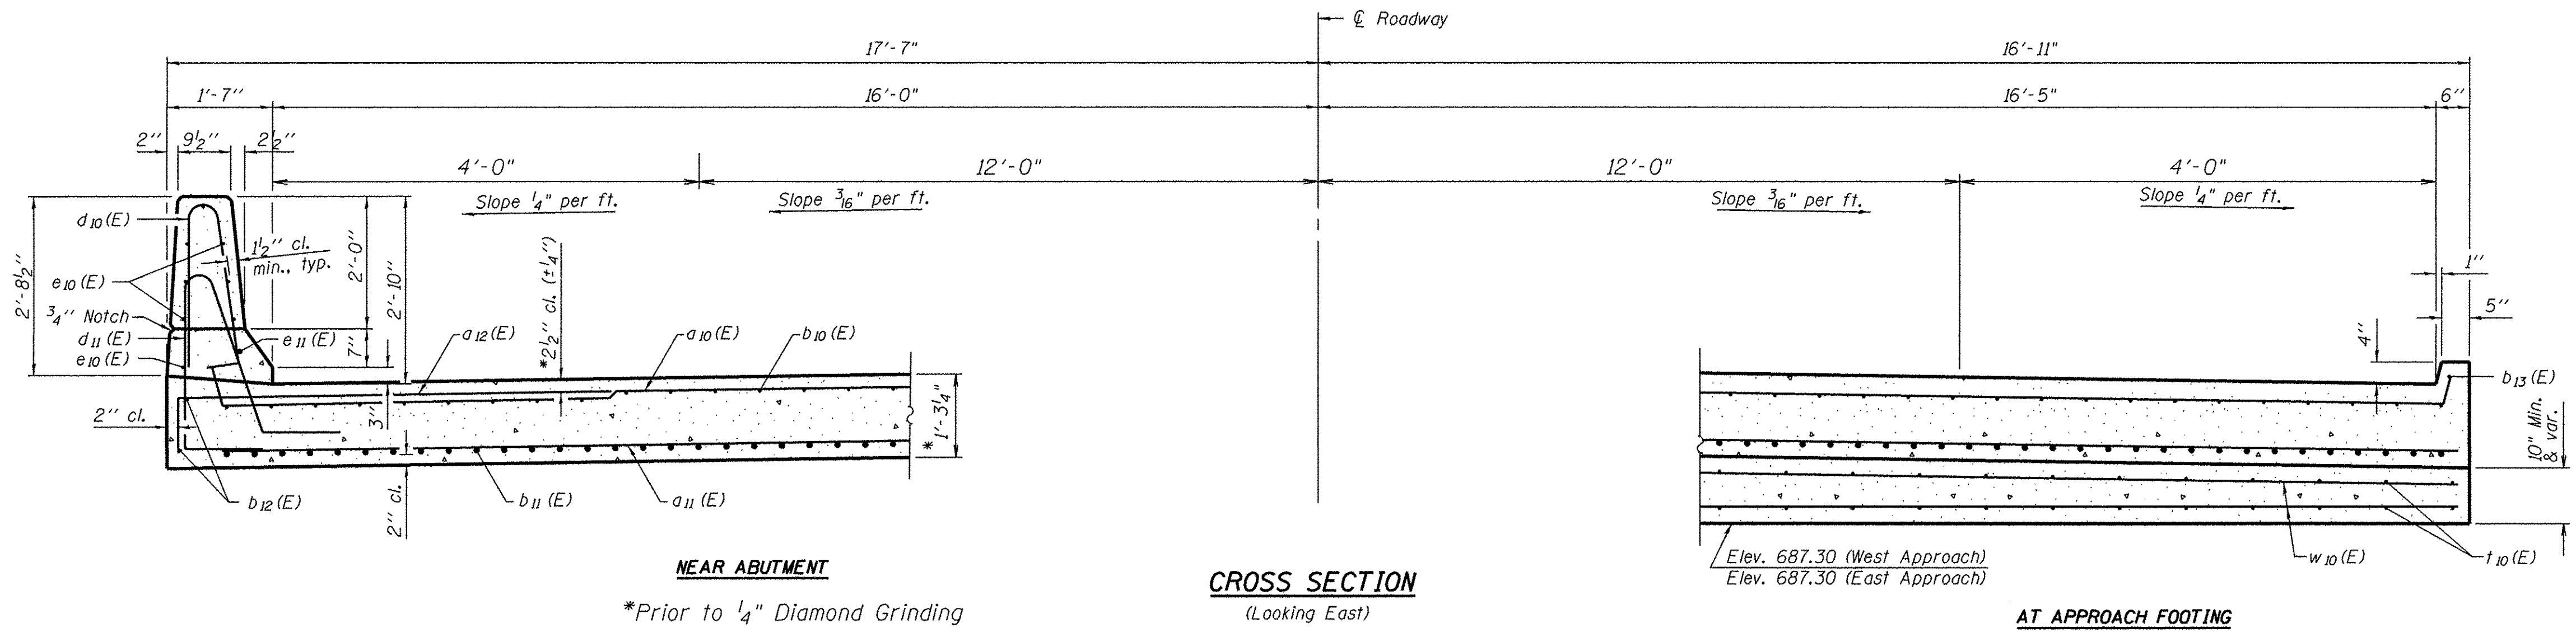 ℄ Roadway
17'-7"
16'-11"
1'-7"
16'-0"
16'-5"
6"
2"
9½"
2½"
4'-0"
12'-0"
12'-0"
4'-0"
Slope ¼" per ft.
Slope 3/16" per ft.
Slope 3/16" per ft.
Slope ¼" per ft.
d10(E)
1½" cl.
min., typ.
2'-8½"
2'-0"
2'-10"
*2½" cl. (±¼")
e10(E)
¾" Notch
d11(E)
e10(E)
e11(E)
7"
a12(E)
a10(E)
b10(E)
1"
5"
4"
b13(E)
2" cl.
3"
* 1'-3¼"
10" Min.
& var.
b12(E)
2" cl.
b11(E)
a11(E)
Elev. 687.30 (West Approach)
Elev. 687.30 (East Approach)
w10(E)
t10(E)
NEAR ABUTMENT
*Prior to ¼" Diamond Grinding
CROSS SECTION
(Looking East)
AT APPROACH FOOTING